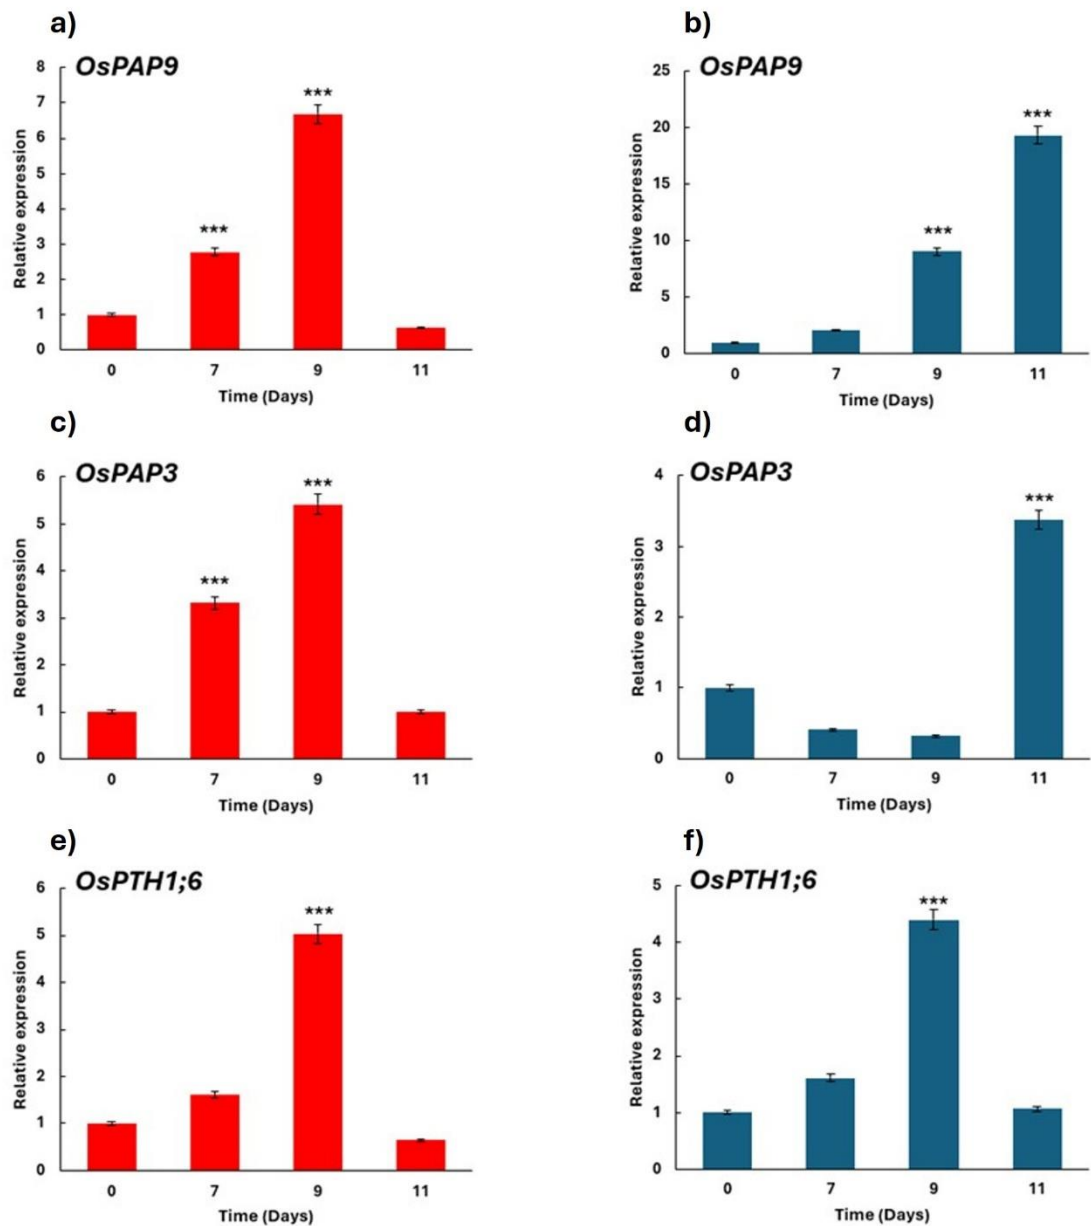 a)
OsPAP9
Relative expression
8
7
6
5
4
3
2
1
0
***
***
0 7 9 11
Time (Days)
b)
OsPAP9
Relative expression
25
20
15
10
5
0
***
***
0 7 9 11
Time (Days)
c)
OsPAP3
Relative expression
6
5
4
3
2
1
0
***
***
0 7 9 11
Time (Days)
d)
OsPAP3
Relative expression
4
3
2
1
0
***
0 7 9 11
Time (Days)
e)
OsPTH1;6
Relative expression
6
5
4
3
2
1
0
***
0 7 9 11
Time (Days)
f)
OsPTH1;6
Relative expression
5
4
3
2
1
0
***
0 7 9 11
Time (Days)